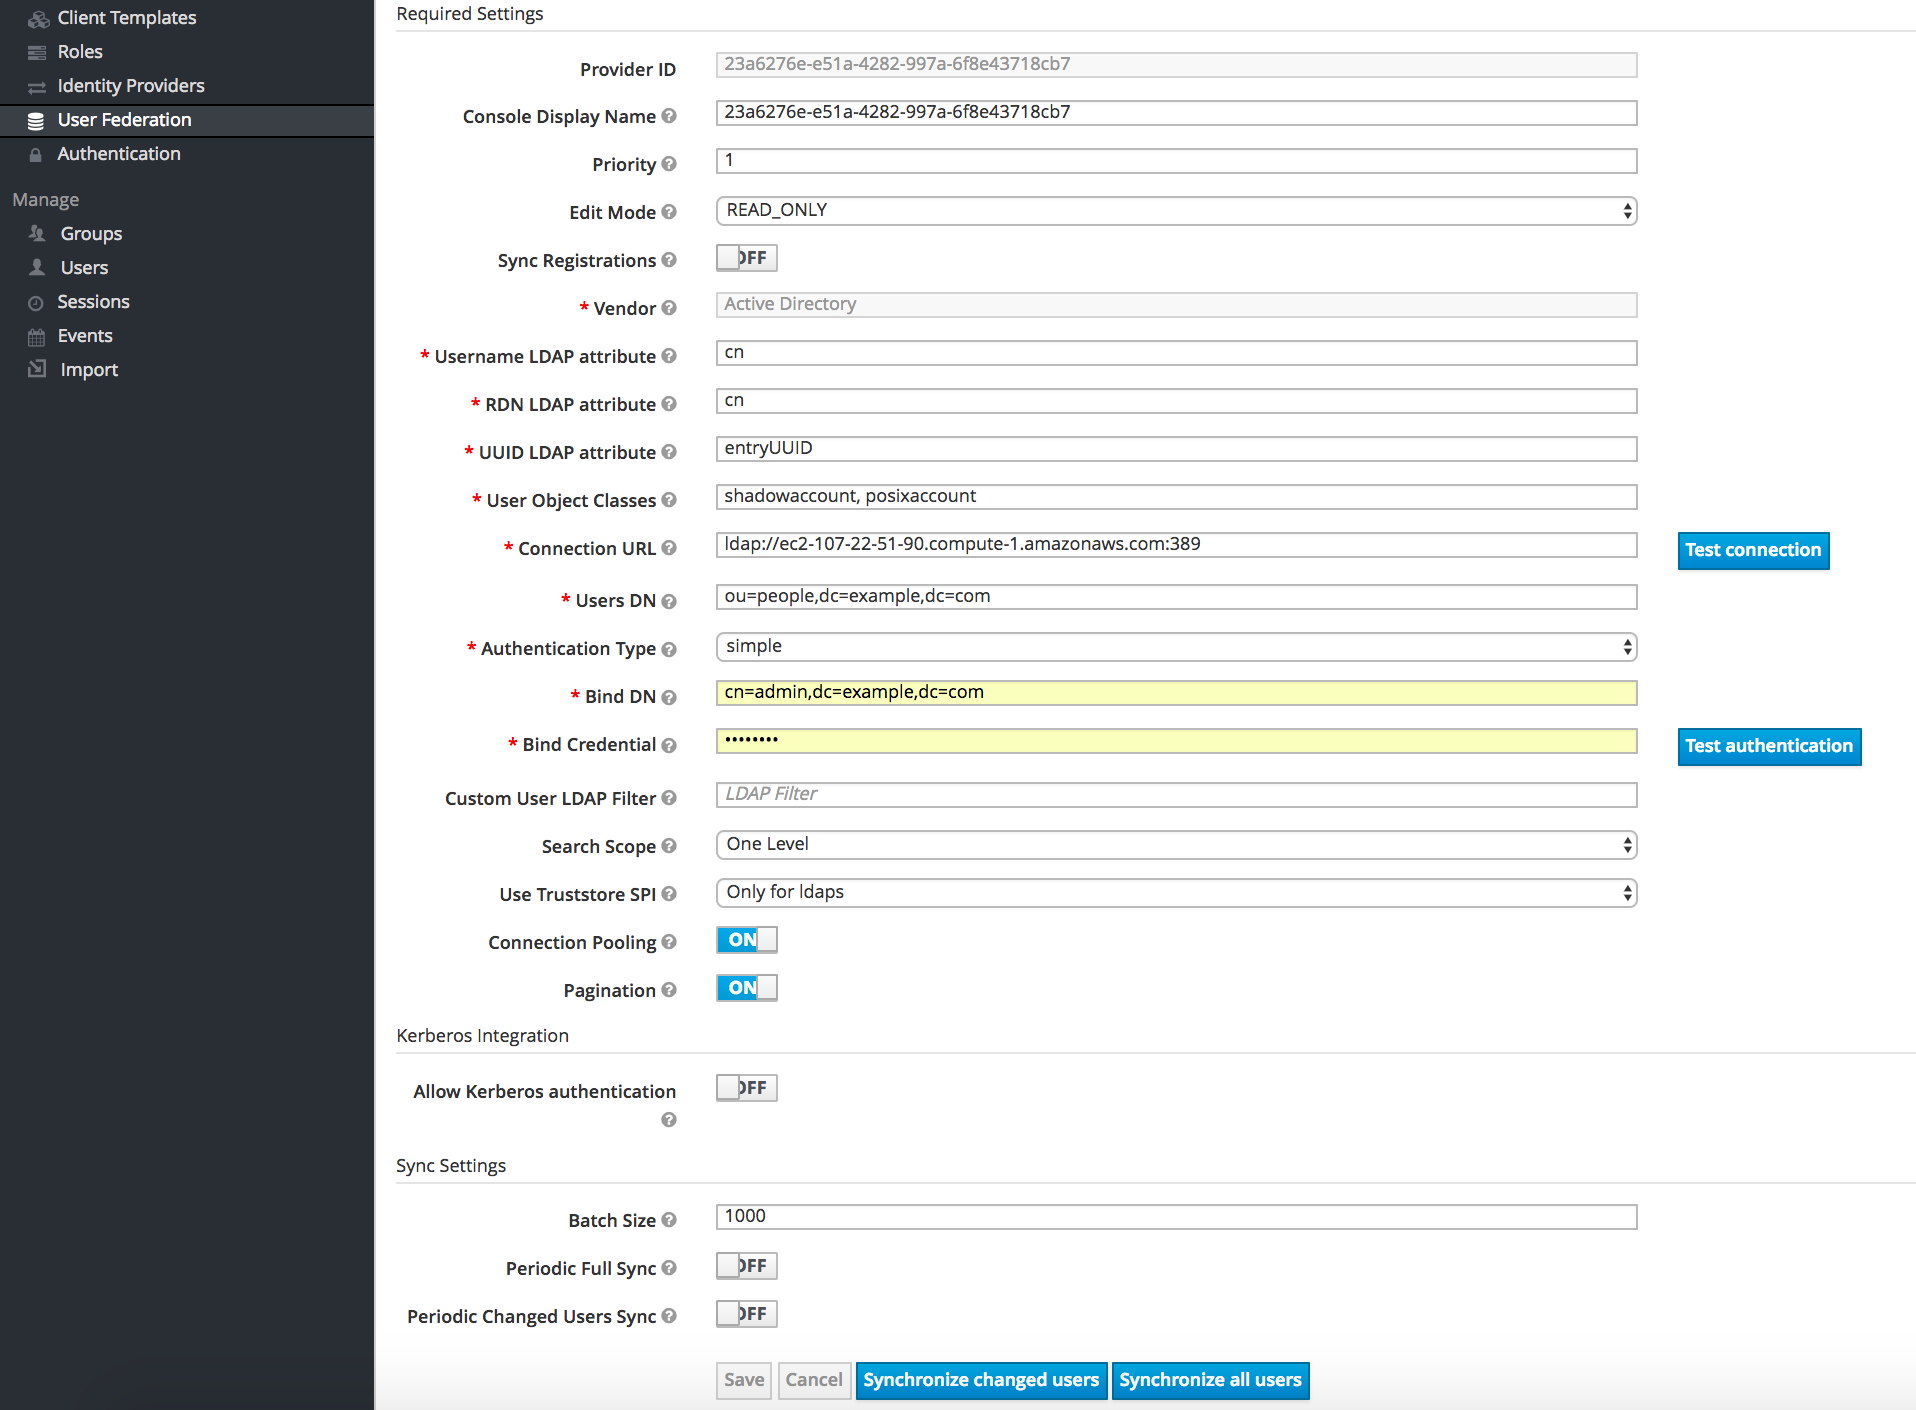 Client Templates
Roles
Identity Providers
User Federation
Authentication
Manage
Groups
Users
Sessions
Events
Import
Required Settings
Provider ID 23a6276e-e51a-4282-997a-6f8e43718cb7
Console Display Name 23a6276e-e51a-4282-997a-6f8e43718cb7
Priority 1
Edit Mode READ_ONLY
Sync Registrations OFF
* Vendor Active Directory
* Username LDAP attribute cn
* RDN LDAP attribute cn
* UUID LDAP attribute entryUUID
* User Object Classes shadowaccount, posixaccount
* Connection URL ldap://ec2-107-22-51-90.compute-1.amazonaws.com:389 Test connection
* Users DN ou=people,dc=example,dc=com
* Authentication Type simple
* Bind DN cn=admin,dc=example,dc=com
* Bind Credential •••••••• Test authentication
Custom User LDAP Filter LDAP Filter
Search Scope One Level
Use Truststore SPI Only for ldaps
Connection Pooling ON
Pagination ON
Kerberos Integration
Allow Kerberos authentication OFF
Sync Settings
Batch Size 1000
Periodic Full Sync OFF
Periodic Changed Users Sync OFF
Save Cancel Synchronize changed users Synchronize all users